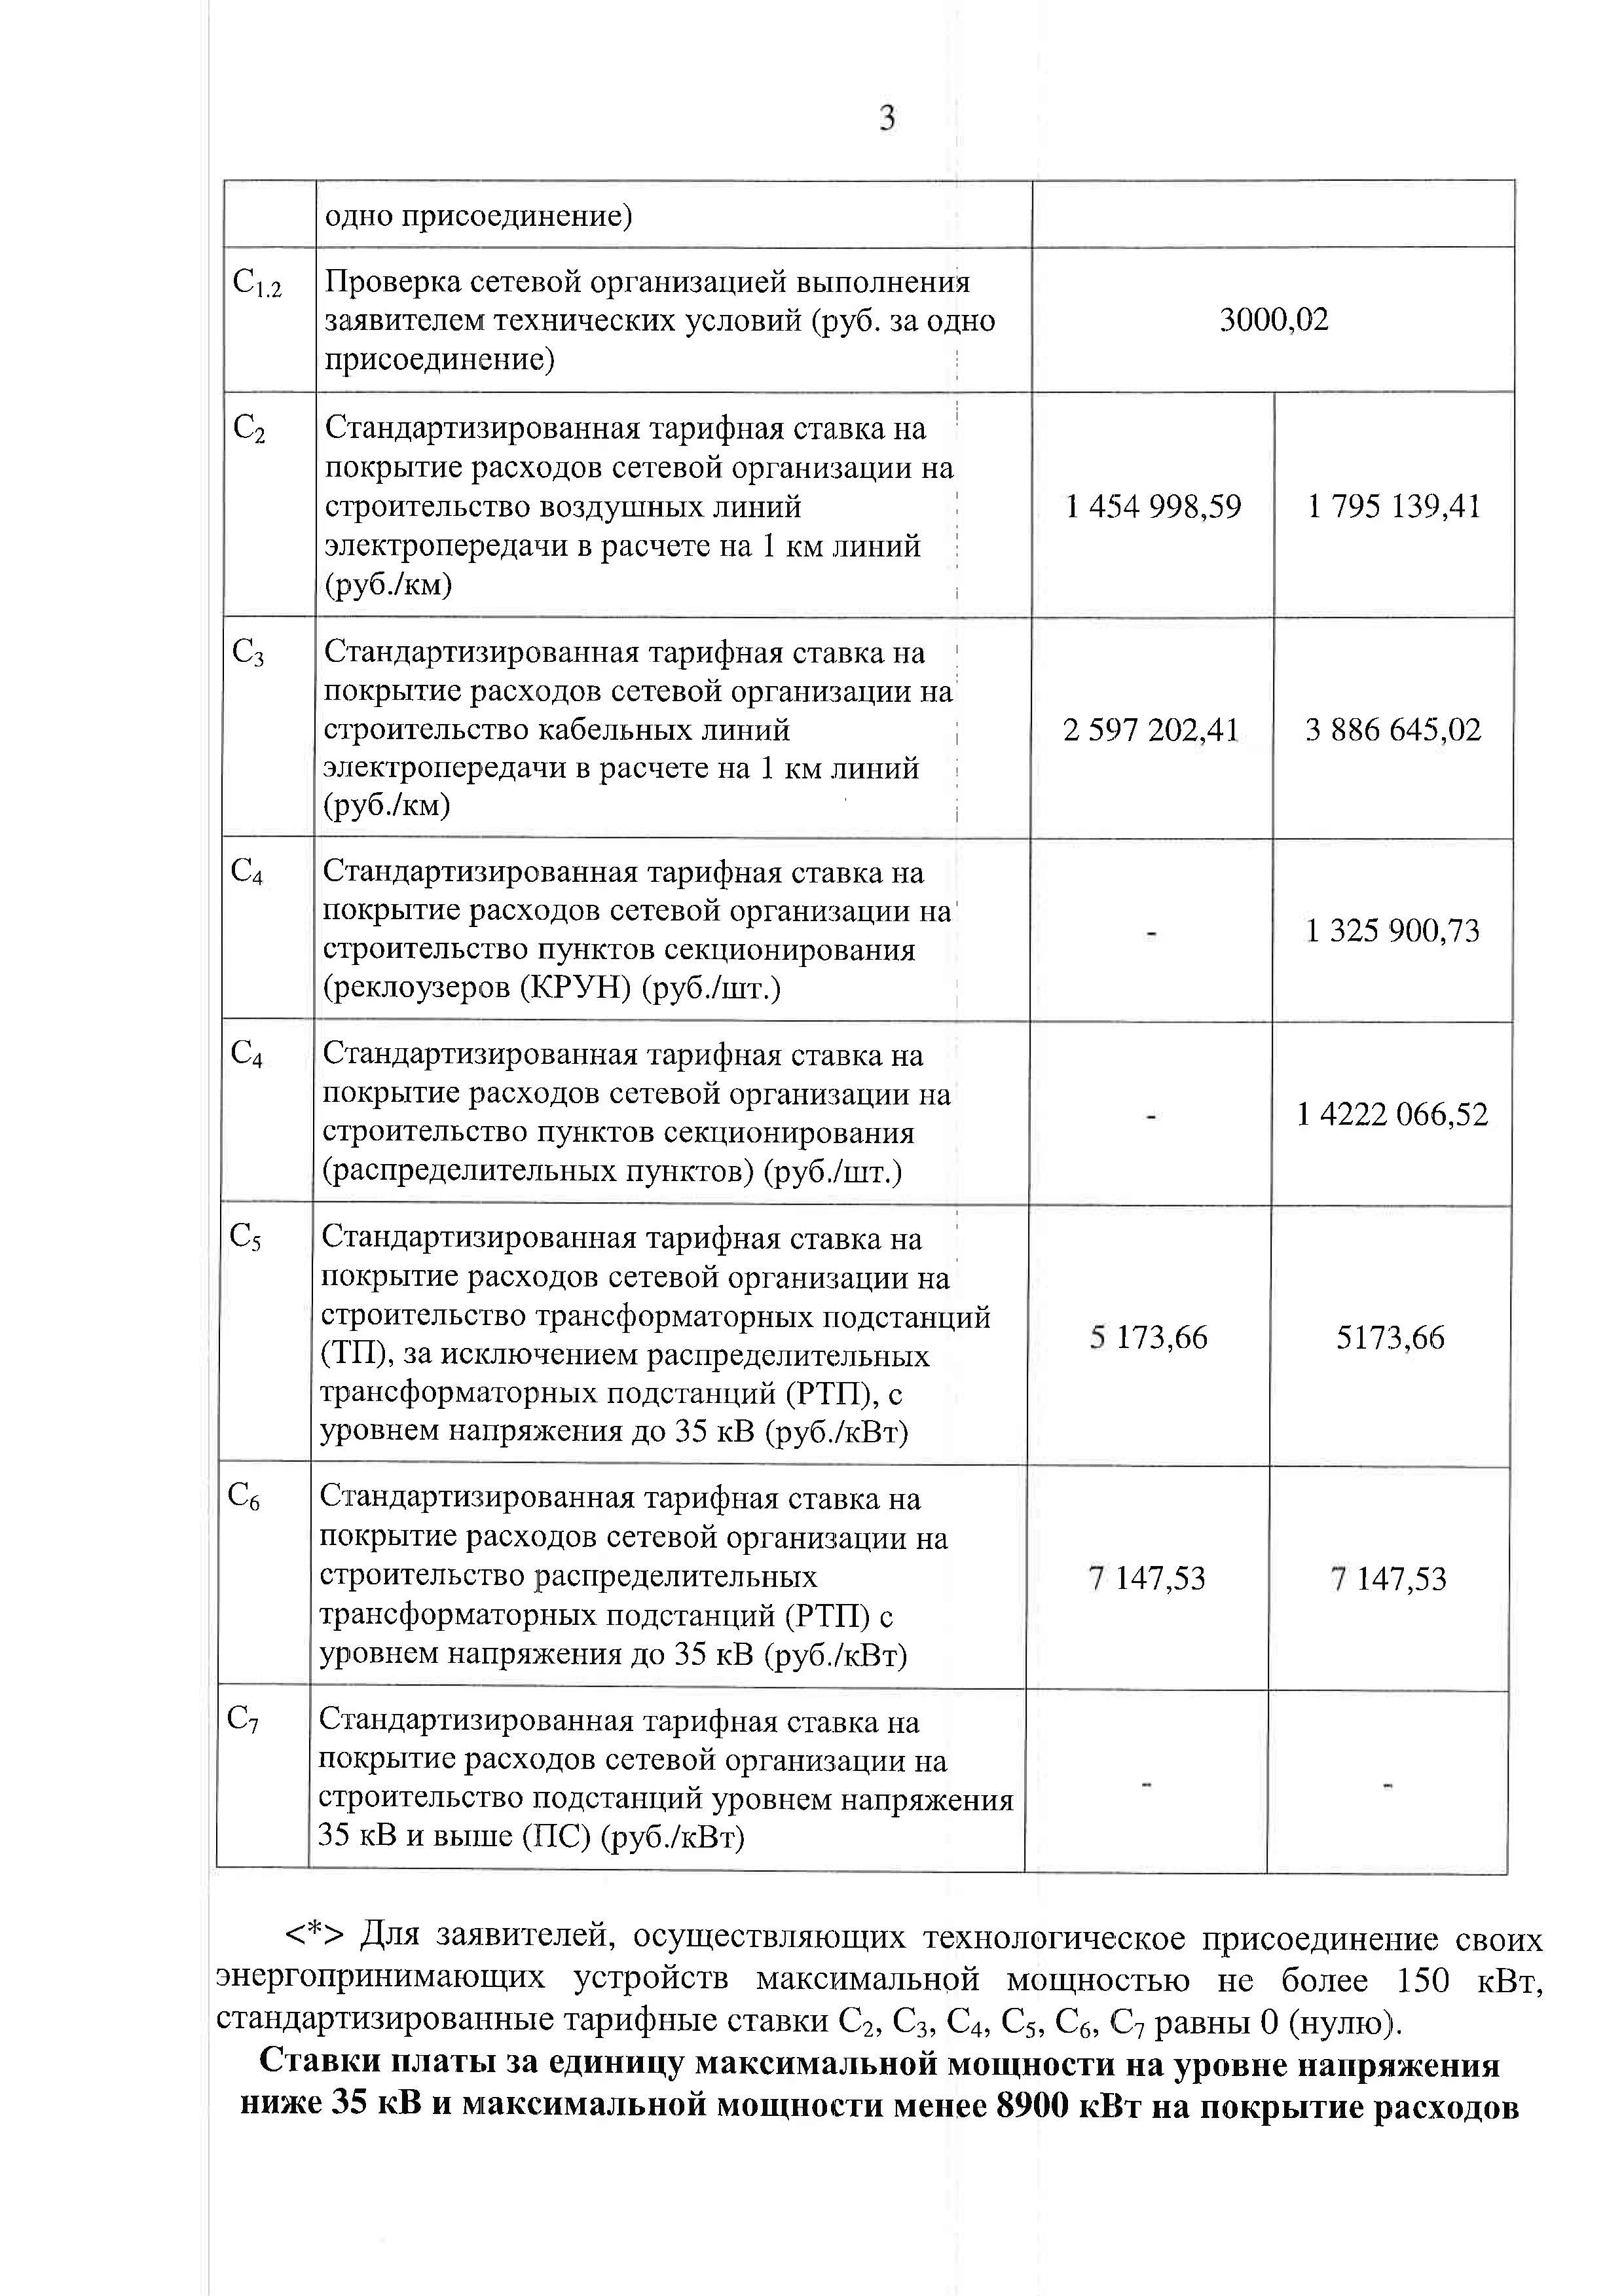 3
одно присоединение)
С1.2
Проверка сетевой организацией выполнения
заявителем технических условий (руб. за одно
присоединение)
3000,02
С2
Стандартизированная тарифная ставка на
покрытие расходов сетевой организации на
строительство воздушных линий
электропередачи в расчете на 1 км линий
(руб./км)
1 454 998,59
1 795 139,41
С3
Стандартизированная тарифная ставка на
покрытие расходов сетевой организации на
строительство кабельных линий
электропередачи в расчете на 1 км линий
(руб./км)
2 597 202,41
3 886 645,02
С4
Стандартизированная тарифная ставка на
покрытие расходов сетевой организации на
строительство пунктов секционирования
(реклоузеров (КРУН) (руб./шт.)
-
1 325 900,73
С4
Стандартизированная тарифная ставка на
покрытие расходов сетевой организации на
строительство пунктов секционирования
(распределительных пунктов) (руб./шт.)
-
1 4222 066,52
С5
Стандартизированная тарифная ставка на
покрытие расходов сетевой организации на
строительство трансформаторных подстанций
(ТП), за исключением распределительных
трансформаторных подстанций (РТП), с
уровнем напряжения до 35 кВ (руб./кВт)
5 173,66
5173,66
С6
Стандартизированная тарифная ставка на
покрытие расходов сетевой организации на
строительство распределительных
трансформаторных подстанций (РТП) с
уровнем напряжения до 35 кВ (руб./кВт)
7 147,53
7 147,53
С7
Стандартизированная тарифная ставка на
покрытие расходов сетевой организации на
строительство подстанций уровнем напряжения
35 кВ и выше (ПС) (руб./кВт)
-
-
<*> Для заявителей, осуществляющих технологическое присоединение своих
энергопринимающих устройств максимальной мощностью не более 150 кВт,
стандартизированные тарифные ставки С2, С3, С4, С5, С6, С7 равны 0 (нулю).
Ставки платы за единицу максимальной мощности на уровне напряжения
ниже 35 кВ и максимальной мощности менее 8900 кВт на покрытие расходов